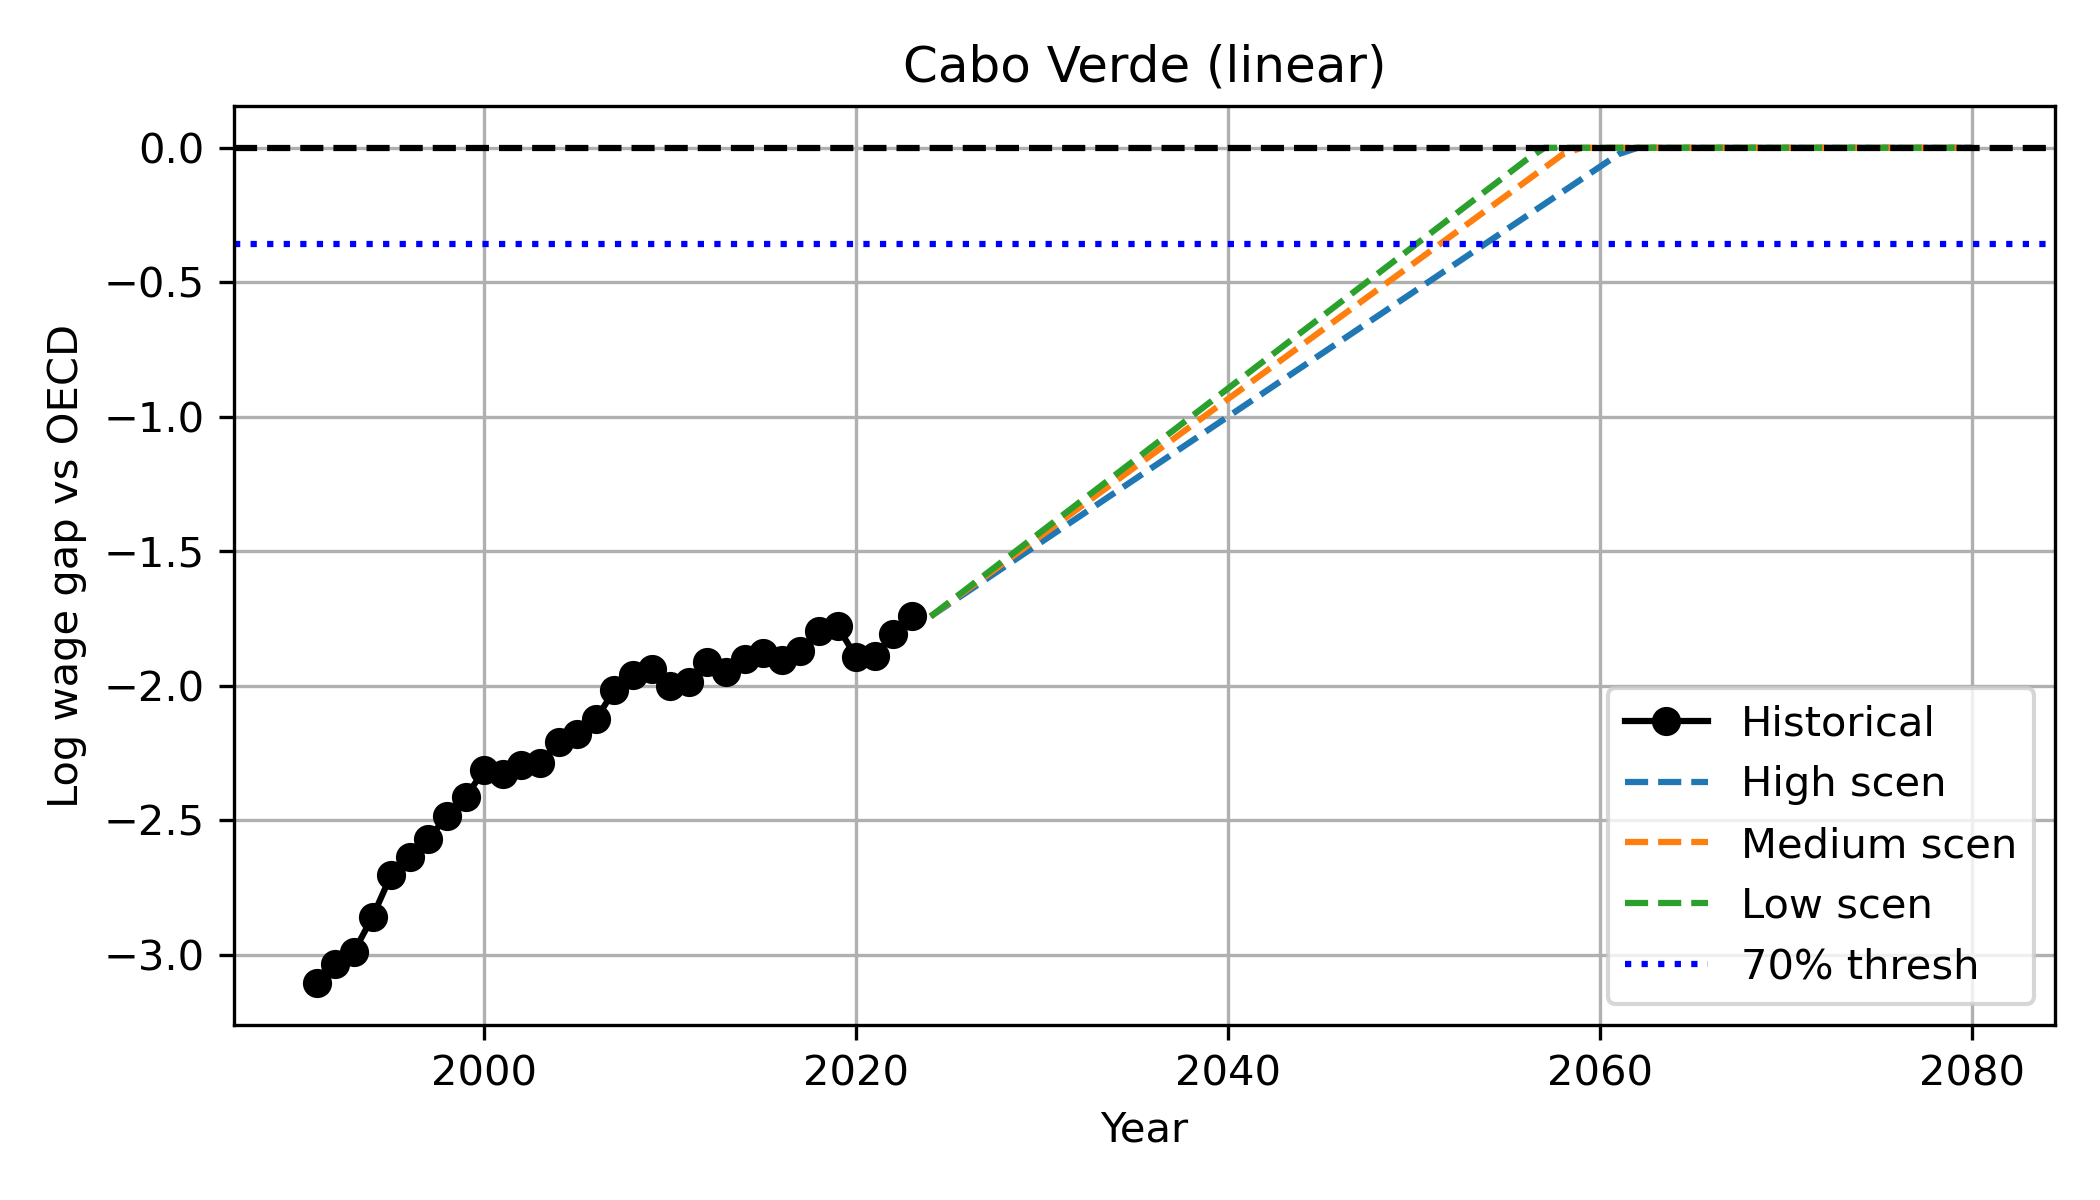 Cabo Verde (linear)
Log wage gap vs OECD
0.0
−0.5
−1.0
−1.5
−2.0
−2.5
−3.0
Historical
High scen
Medium scen
Low scen
70% thresh
2000 2020 2040 2060 2080
Year